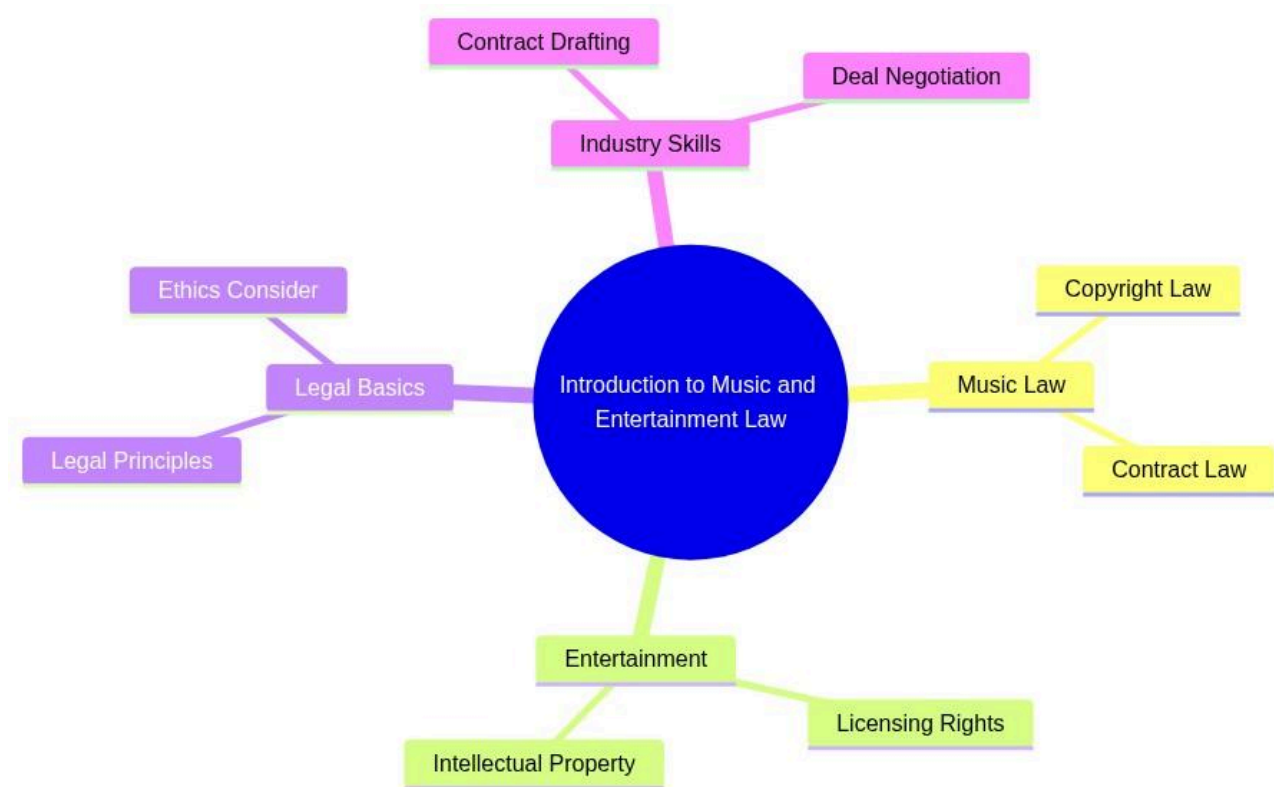 Contract Drafting
Deal Negotiation
Industry Skills
Ethics Consider
Copyright Law
Legal Basics
Introduction to Music and
Entertainment Law
Music Law
Legal Principles
Contract Law
Entertainment
Licensing Rights
Intellectual Property